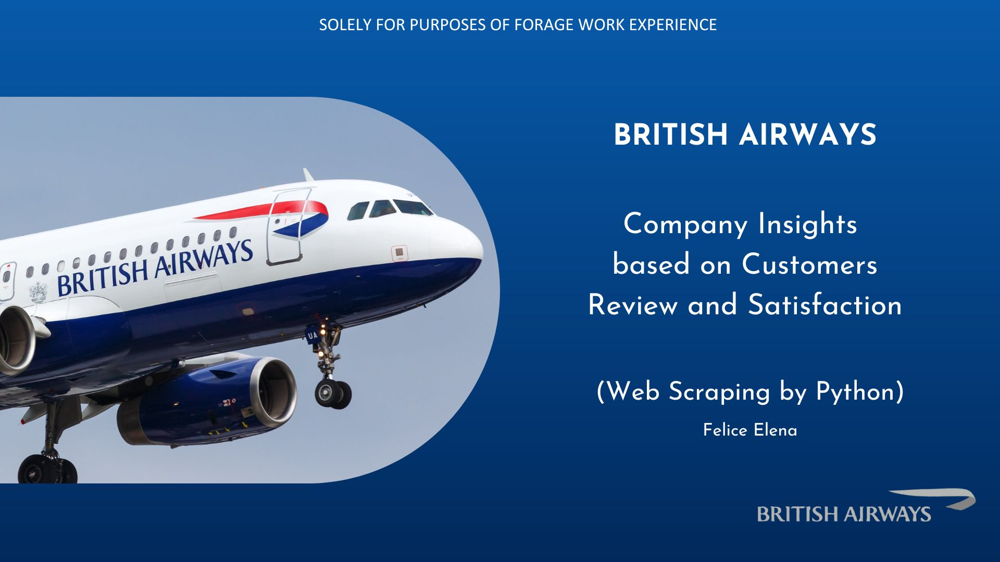 SOLELY FOR PURPOSES OF FORAGE WORK EXPERIENCE
BRITISH AIRWAYS
Company Insights
based on Customers
Review and Satisfaction
(Web Scraping by Python)
Felice Elena
BRITISH AIRWAYS
UA
BRITISH AIRWAYS